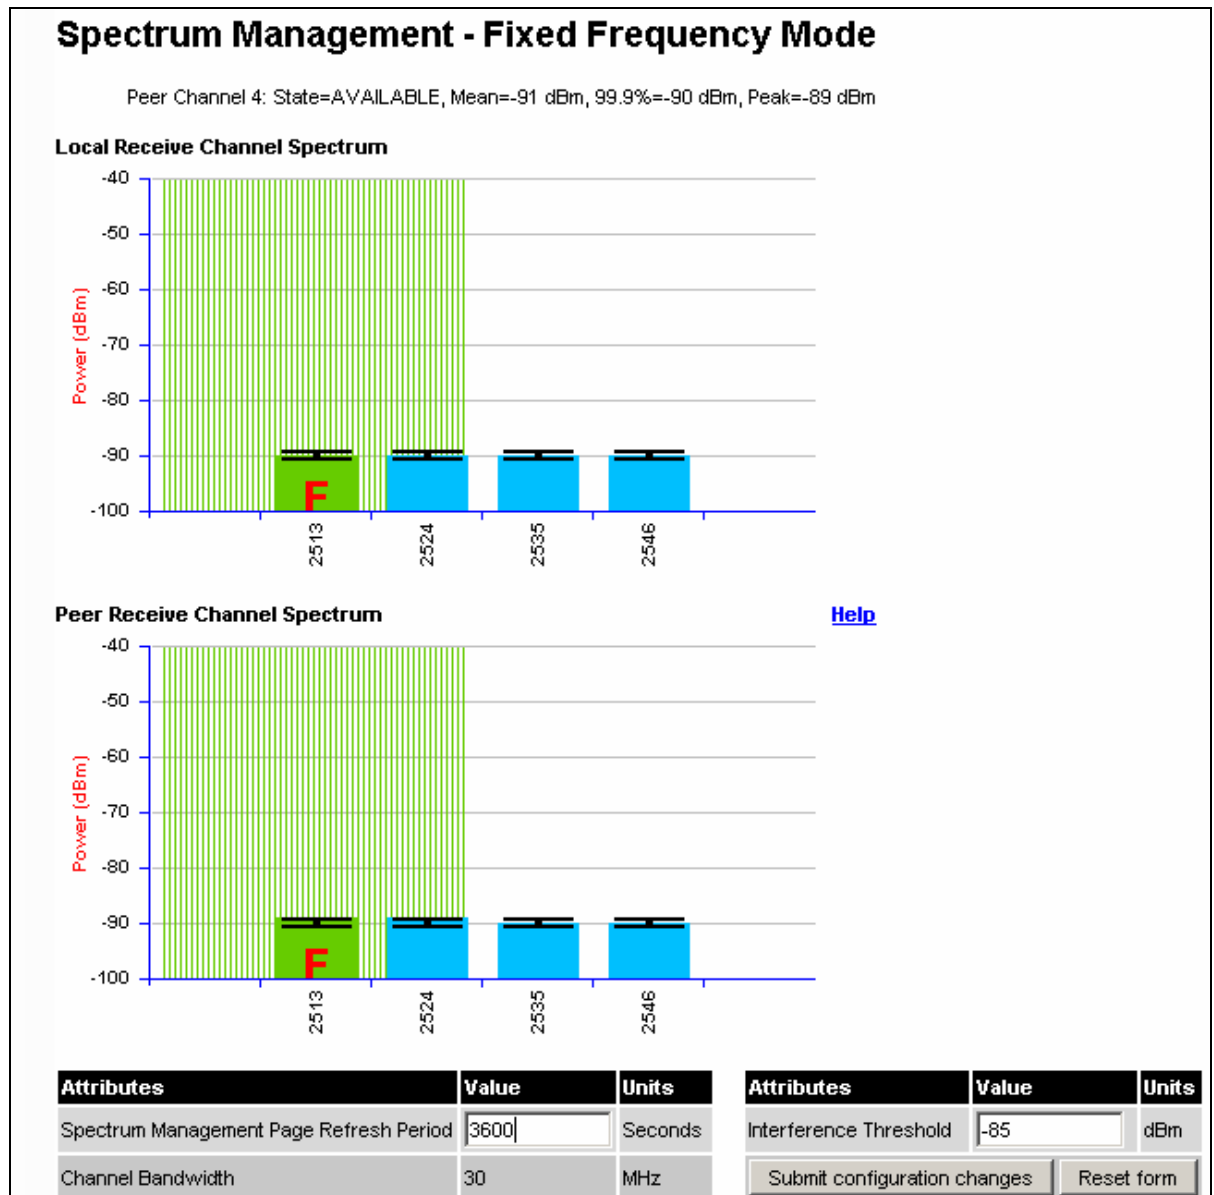 Spectrum Management - Fixed Frequency Mode
Peer Channel 4: State=AVAILABLE, Mean=-91 dBm, 99.9%=-90 dBm, Peak=-89 dBm
Local Receive Channel Spectrum
-40
-50
-60
-70
-80
-90
-100
Power (dBm)
F
2513 2524 2535 2546
Peer Receive Channel Spectrum Help
-40
-50
-60
-70
-80
-90
-100
Power (dBm)
F
2513 2524 2535 2546
Attributes Value Units Attributes Value Units
Spectrum Management Page Refresh Period 3600 Seconds Interference Threshold -85 dBm
Channel Bandwidth 30 MHz Submit configuration changes Reset form